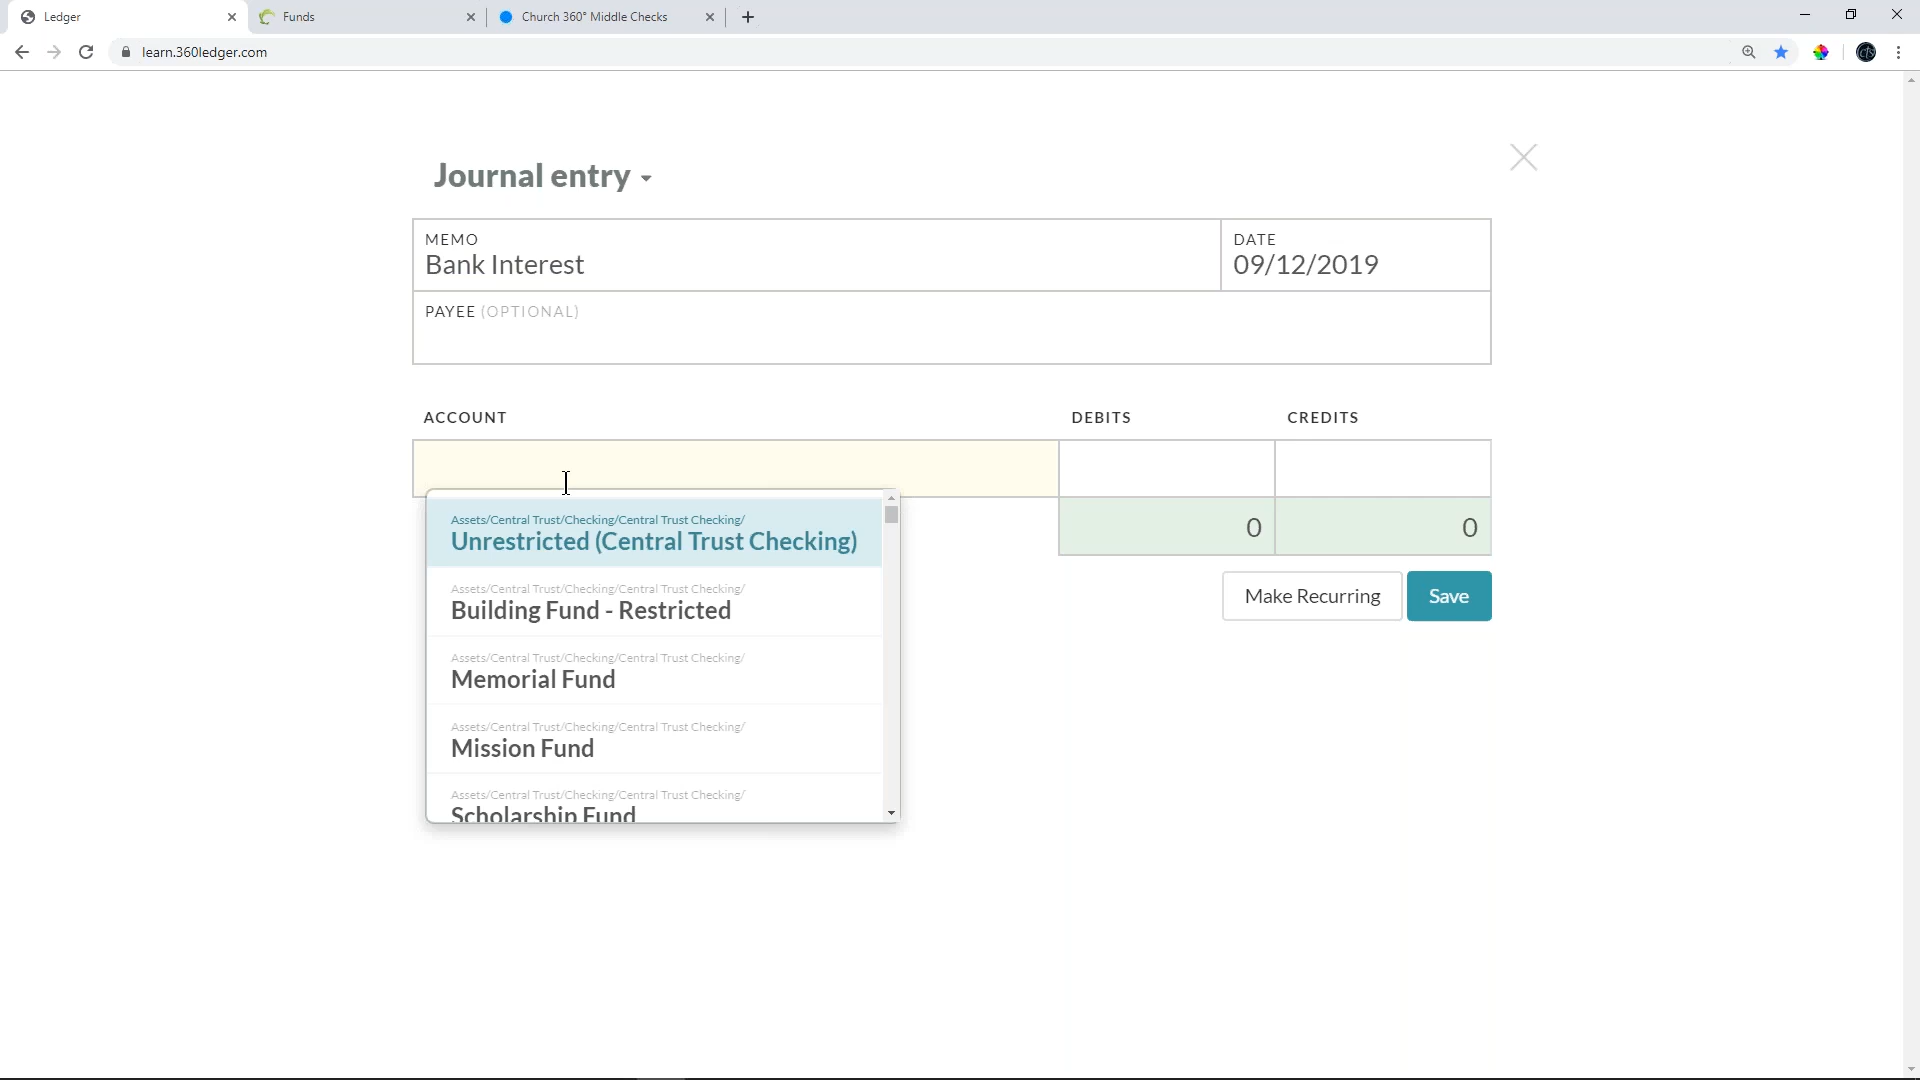 Ledger
Funds
Church 360° Middle Checks
learn.360ledger.com
cts
Journal entry
MEMO
Bank Interest
DATE
09/12/2019
PAYEE (OPTIONAL)
ACCOUNT
DEBITS
CREDITS
Assets/Central Trust/Checking/Central Trust Checking/
Unrestricted (Central Trust Checking)
0
0
Assets/Central Trust/Checking/Central Trust Checking/
Building Fund - Restricted
Make Recurring
Save
Assets/Central Trust/Checking/Central Trust Checking/
Memorial Fund
Assets/Central Trust/Checking/Central Trust Checking/
Mission Fund
Assets/Central Trust/Checking/Central Trust Checking/
Scholarship Fund